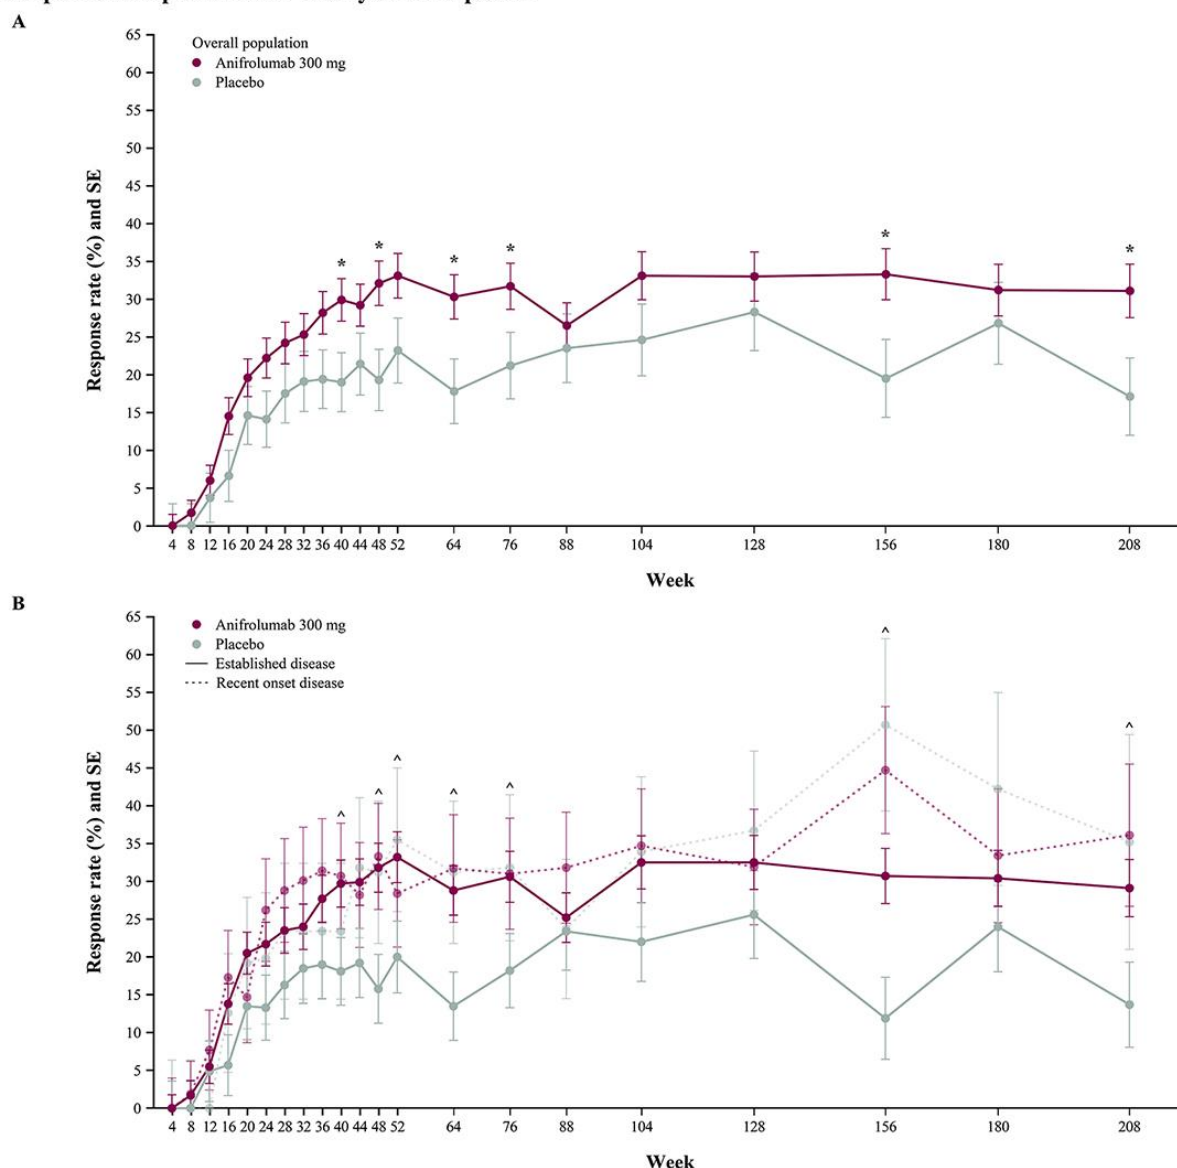 A
65
60
55
50
45
40
35
30
25
20
15
10
5
0
Response rate (%) and SE
Overall population
Anifrolumab 300 mg
Placebo
* * * * * *
4 8 12 16 20 24 28 32 36 40 44 48 52 64 76 88 104 128 156 180 208
Week
B
65
60
55
50
45
40
35
30
25
20
15
10
5
0
Response rate (%) and SE
Anifrolumab 300 mg
Placebo
Established disease
Recent onset disease
^ ^ ^ ^ ^ ^ ^
4 8 12 16 20 24 28 32 36 40 44 48 52 64 76 88 104 128 156 180 208
Week